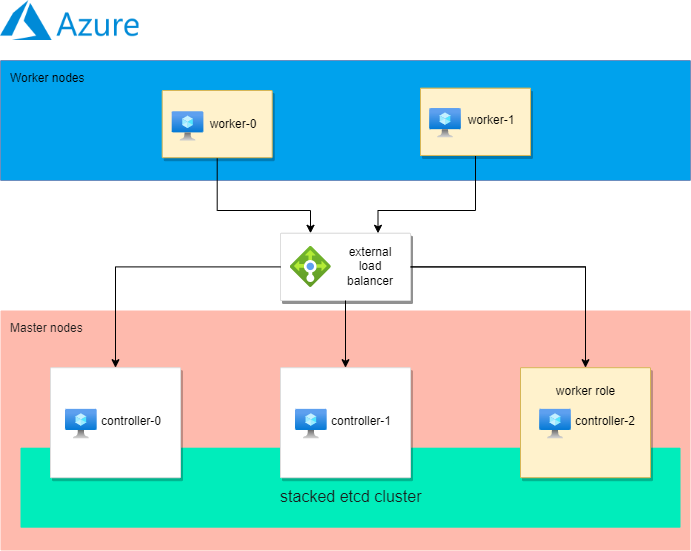 Azure
Worker nodes
worker-0
worker-1
external
load
balancer
Master nodes
controller-0
controller-1
worker role
controller-2
stacked etcd cluster